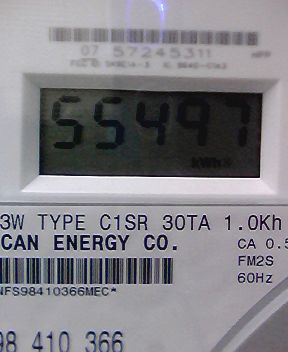 07 57245311
55497
kWh
3W TYPE C1SR 30TA 1.0Kh
CAN ENERGY CO.
CA 0.5
FM2S
60Hz
NFS98410366MEC*
98 410 366